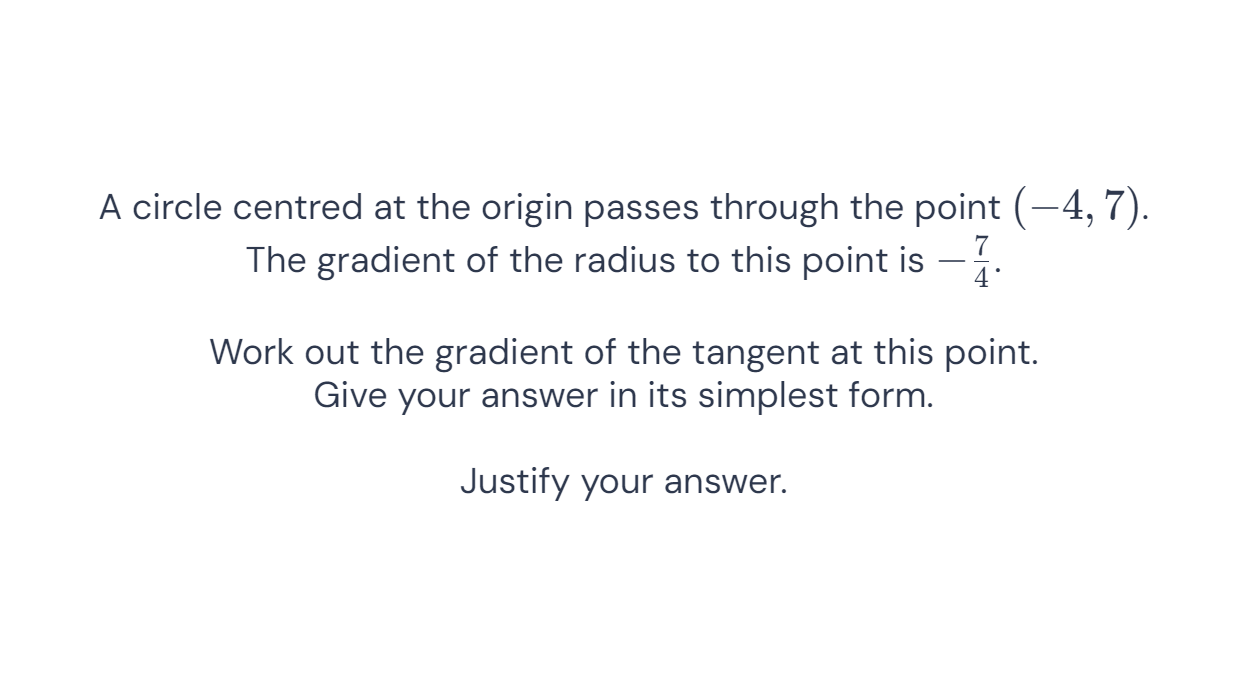 A circle centred at the origin passes through the point (−4, 7).
The gradient of the radius to this point is −7/4.
Work out the gradient of the tangent at this point.
Give your answer in its simplest form.
Justify your answer.